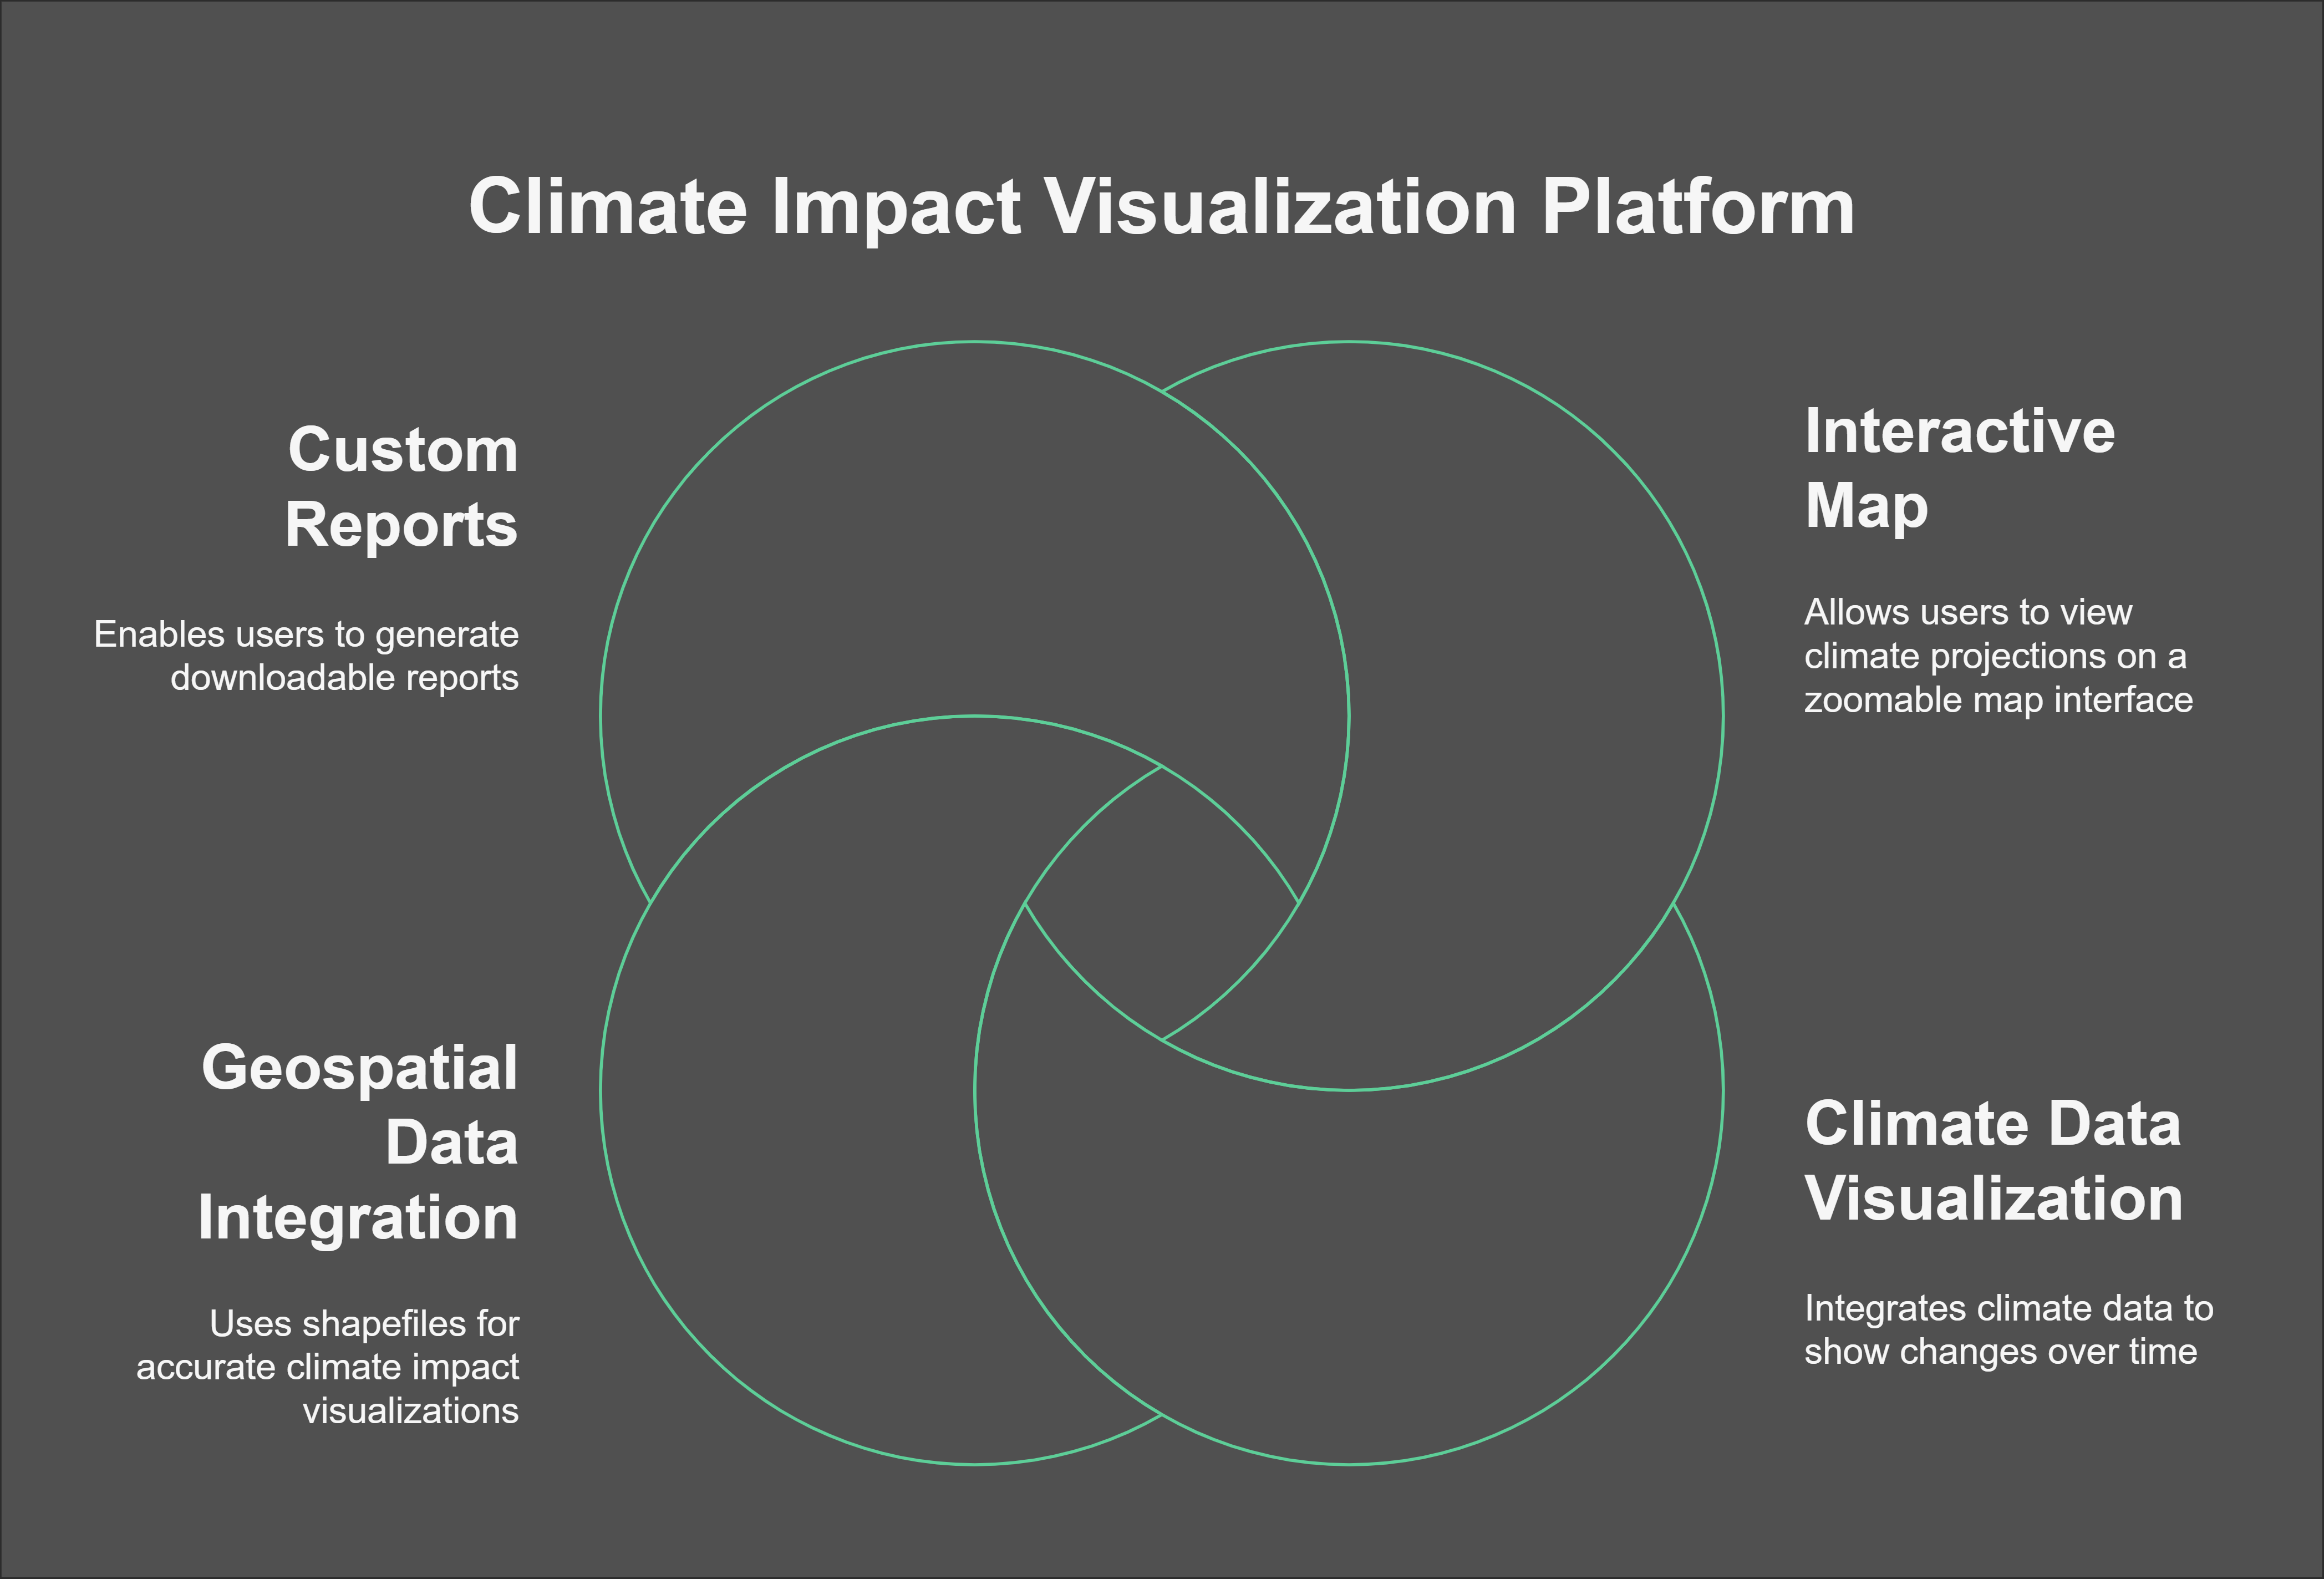 Climate Impact Visualization Platform
Custom
Reports
Enables users to generate
downloadable reports
Interactive
Map
Allows users to view
climate projections on a
zoomable map interface
Geospatial
Data
Integration
Uses shapefiles for
accurate climate impact
visualizations
Climate Data
Visualization
Integrates climate data to
show changes over time